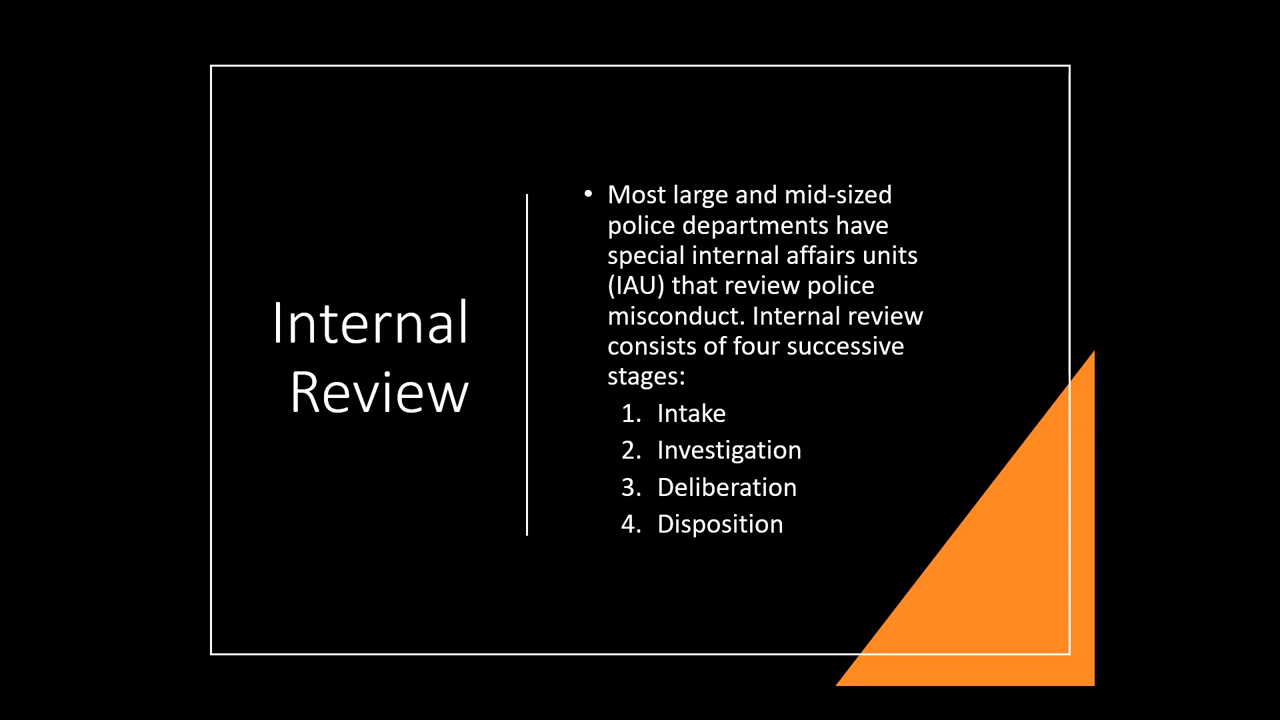 Internal
Review
• Most large and mid-sized
police departments have
special internal affairs units
(IAU) that review police
misconduct. Internal review
consists of four successive
stages:
1. Intake
2. Investigation
3. Deliberation
4. Disposition